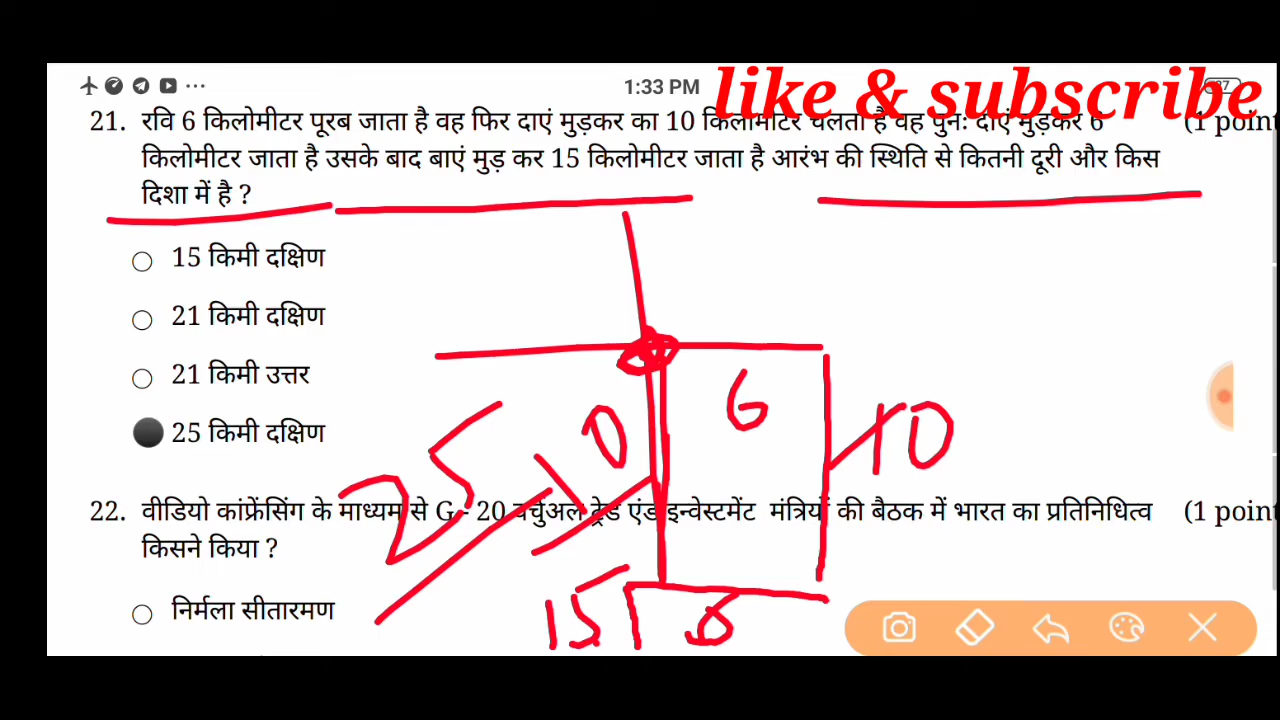 1:33 PM
like & subscribe
21. रवि 6 किलोमीटर पूरब जाता है वह फिर दाएं मुड़कर का 10 किलोमीटर चलता है वह पुनः दाएं मुड़कर 6 (1 point
किलोमीटर जाता है उसके बाद बाएं मुड़ कर 15 किलोमीटर जाता है आरंभ की स्थिति से कितनी दूरी और किस
दिशा में है ?
15 किमी दक्षिण
21 किमी दक्षिण
21 किमी उत्तर
25 किमी दक्षिण
6
10
10
25
22. वीडियो कांफ्रेंसिंग के माध्यम से G - 20 वर्चुअल ट्रेड एंड इन्वेस्टमेंट मंत्रियों की बैठक में भारत का प्रतिनिधित्व (1 point
किसने किया ?
निर्मला सीतारमण
15